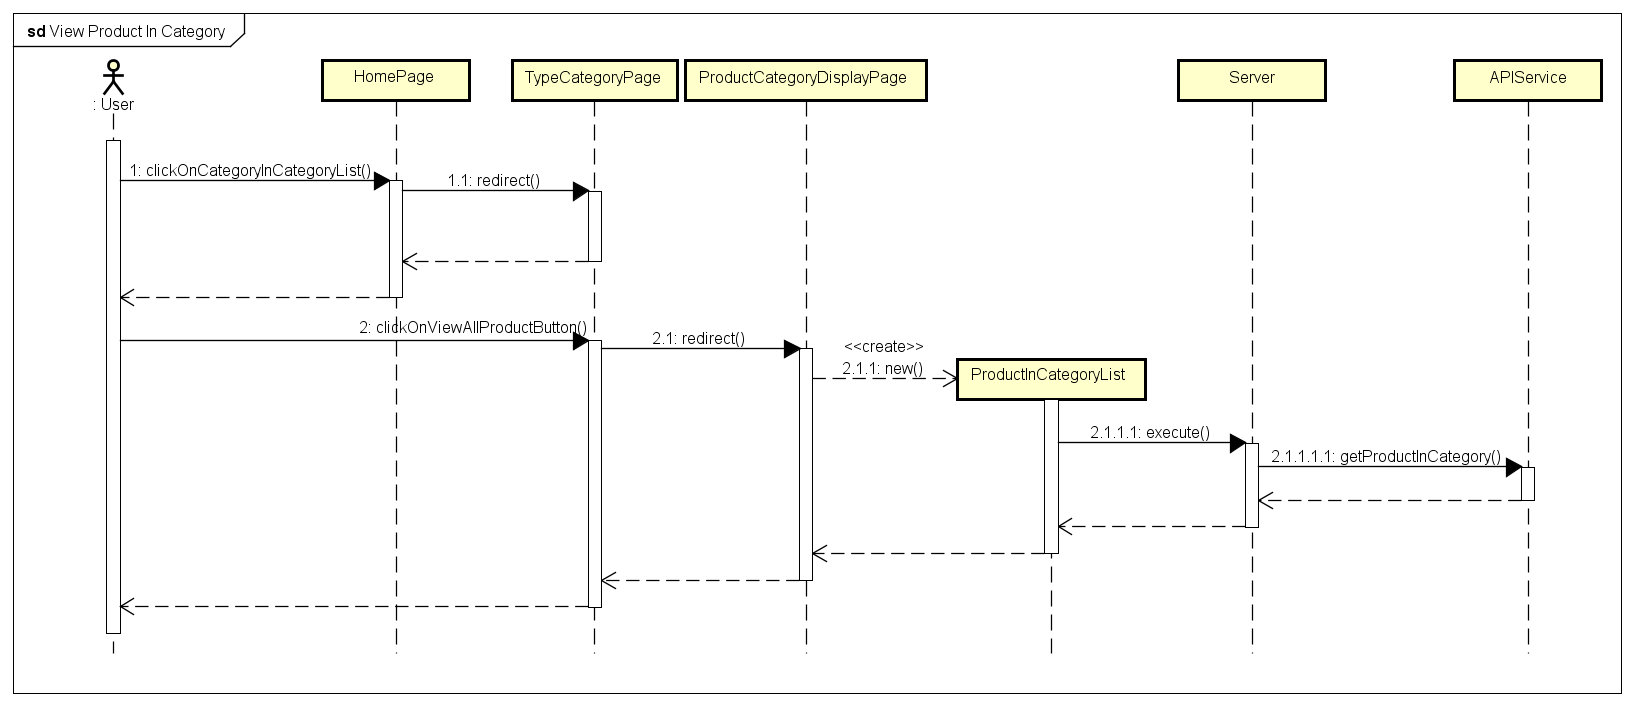 sd View Product In Category
: User
HomePage
TypeCategoryPage
ProductCategoryDisplayPage
Server
APIService
1: clickOnCategoryInCategoryList()
1.1: redirect()
2: clickOnViewAllProductButton()
2.1: redirect()
<<create>>
2.1.1: new()
ProductInCategoryList
2.1.1.1: execute()
2.1.1.1.1: getProductInCategory()